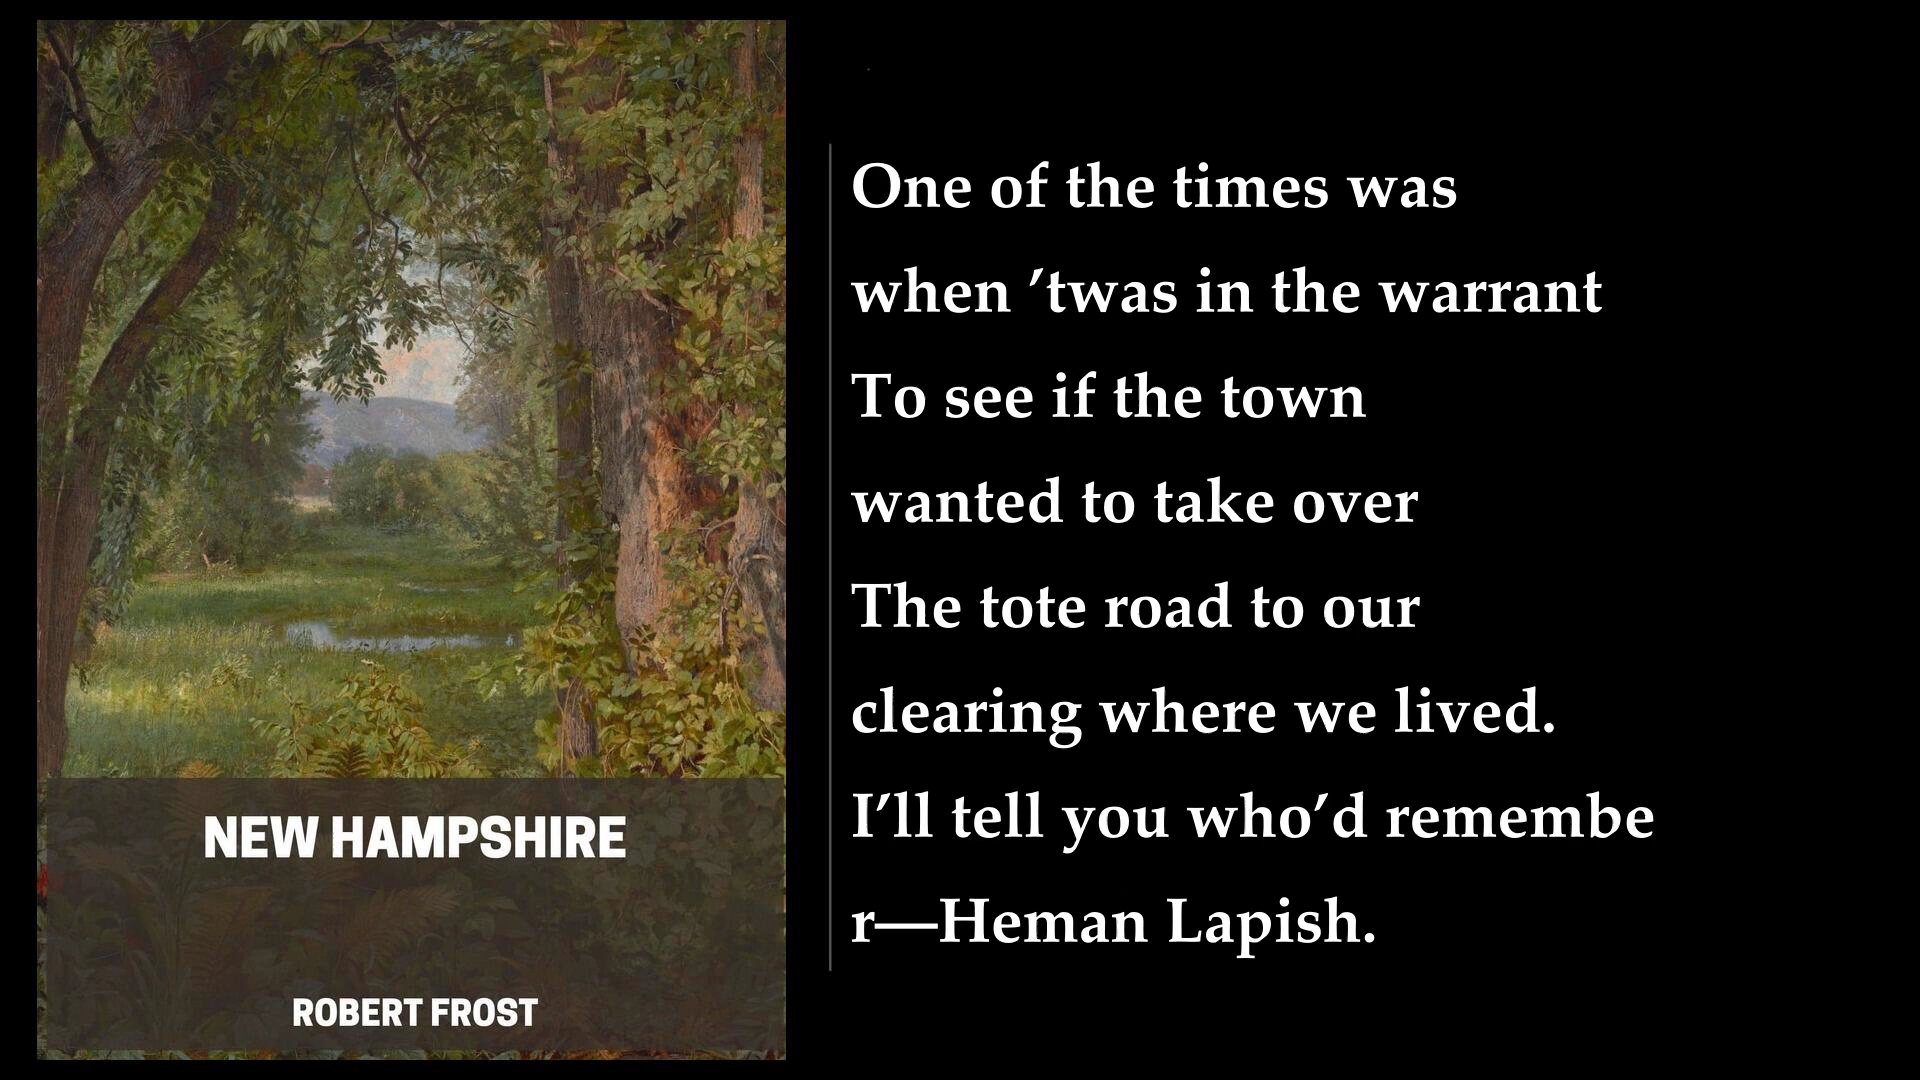 NEW HAMPSHIRE
ROBERT FROST
One of the times was
when ’twas in the warrant
To see if the town
wanted to take over
The tote road to our
clearing where we lived.
I’ll tell you who’d remembe
r—Heman Lapish.